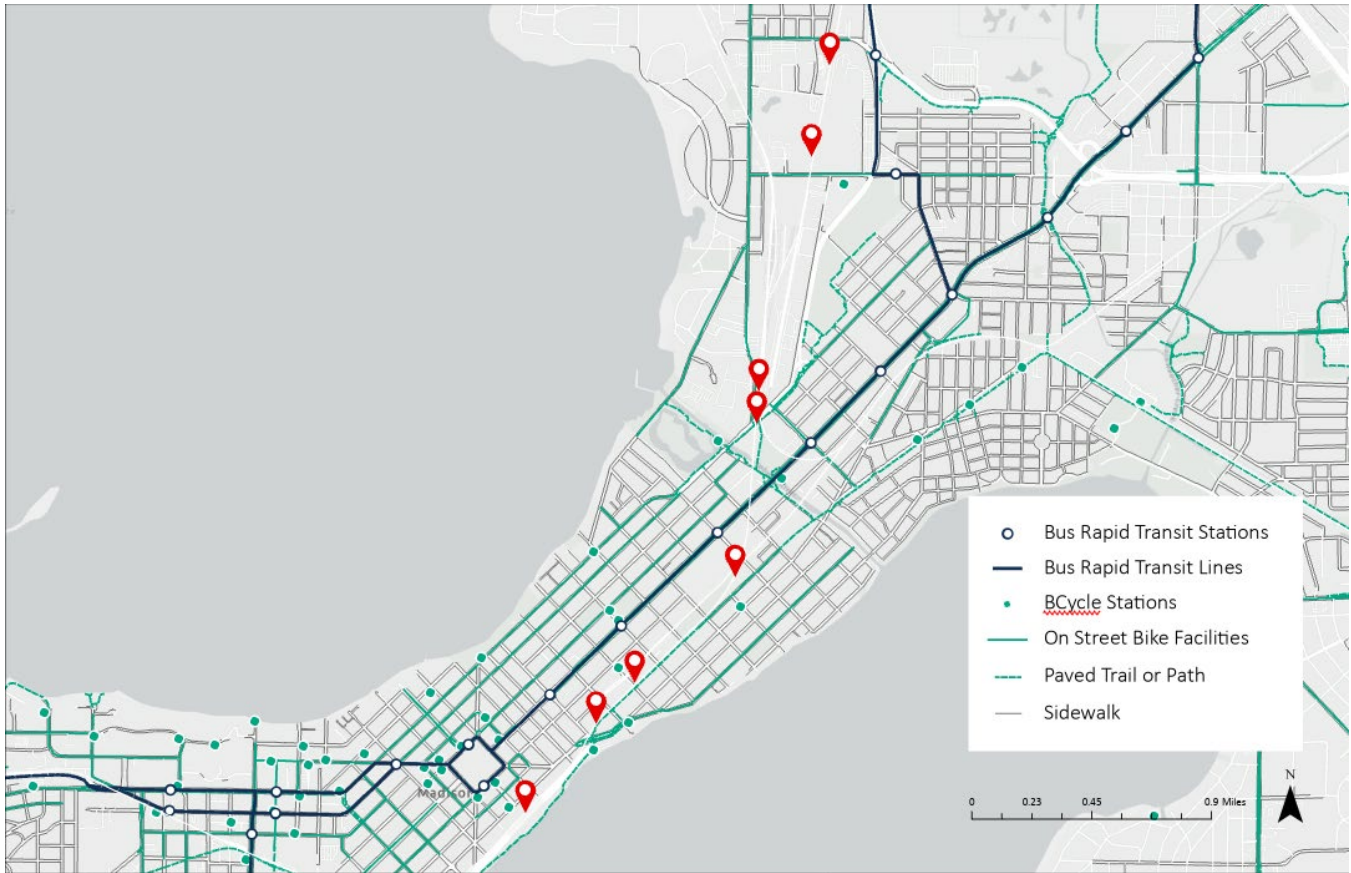 Bus Rapid Transit Stations
Bus Rapid Transit Lines
BCycle Stations
On Street Bike Facilities
Paved Trail or Path
Sidewalk
N
0 0.23 0.45 0.9 Miles
Madison